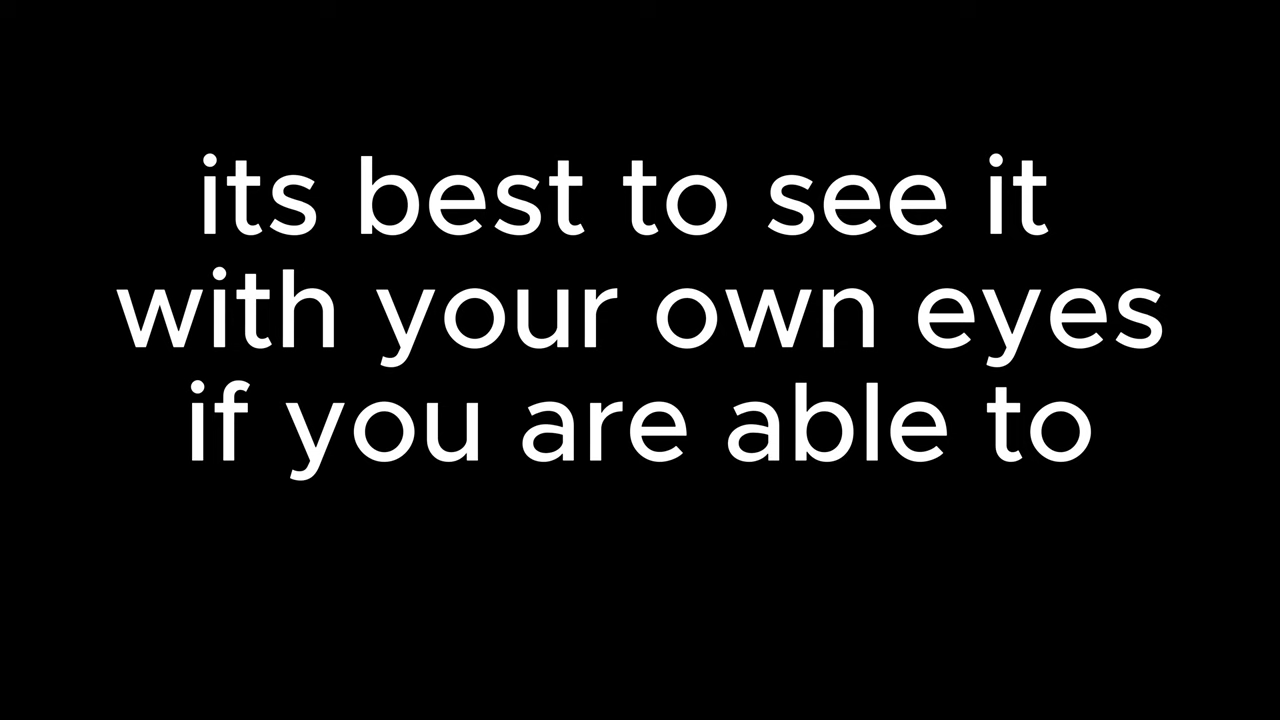 its best to see it
with your own eyes
if you are able to